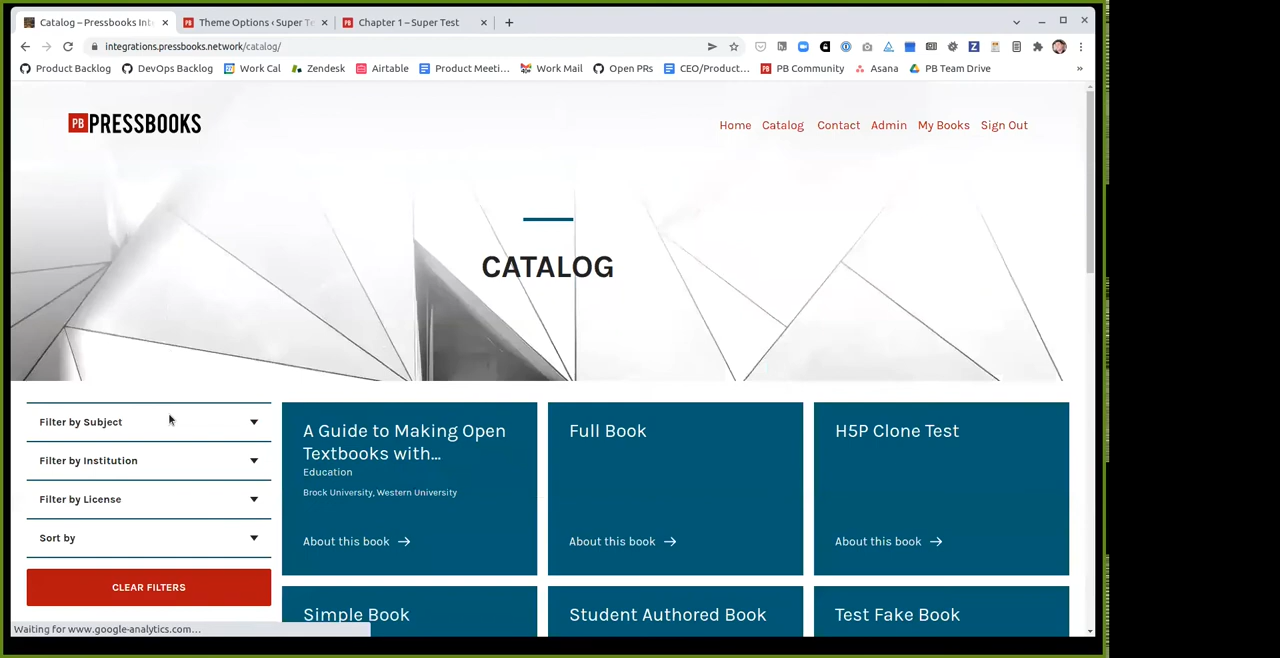 Catalog – Pressbooks Int
Theme Options ‹ Super Te
Chapter 1 – Super Test
integrations.pressbooks.network/catalog/
Product Backlog
DevOps Backlog
Work Cal
Zendesk
Airtable
Product Meeti…
Work Mail
Open PRs
CEO/Product…
PB Community
Asana
PB Team Drive
»
PB PRESSBOOKS
Home
Catalog
Contact
Admin
My Books
Sign Out
CATALOG
Filter by Subject
Filter by Institution
Filter by License
Sort by
CLEAR FILTERS
A Guide to Making Open
Textbooks with…
Education
Brock University, Western University
About this book →
Full Book
About this book →
H5P Clone Test
About this book →
Simple Book
Student Authored Book
Test Fake Book
Waiting for www.google-analytics.com…